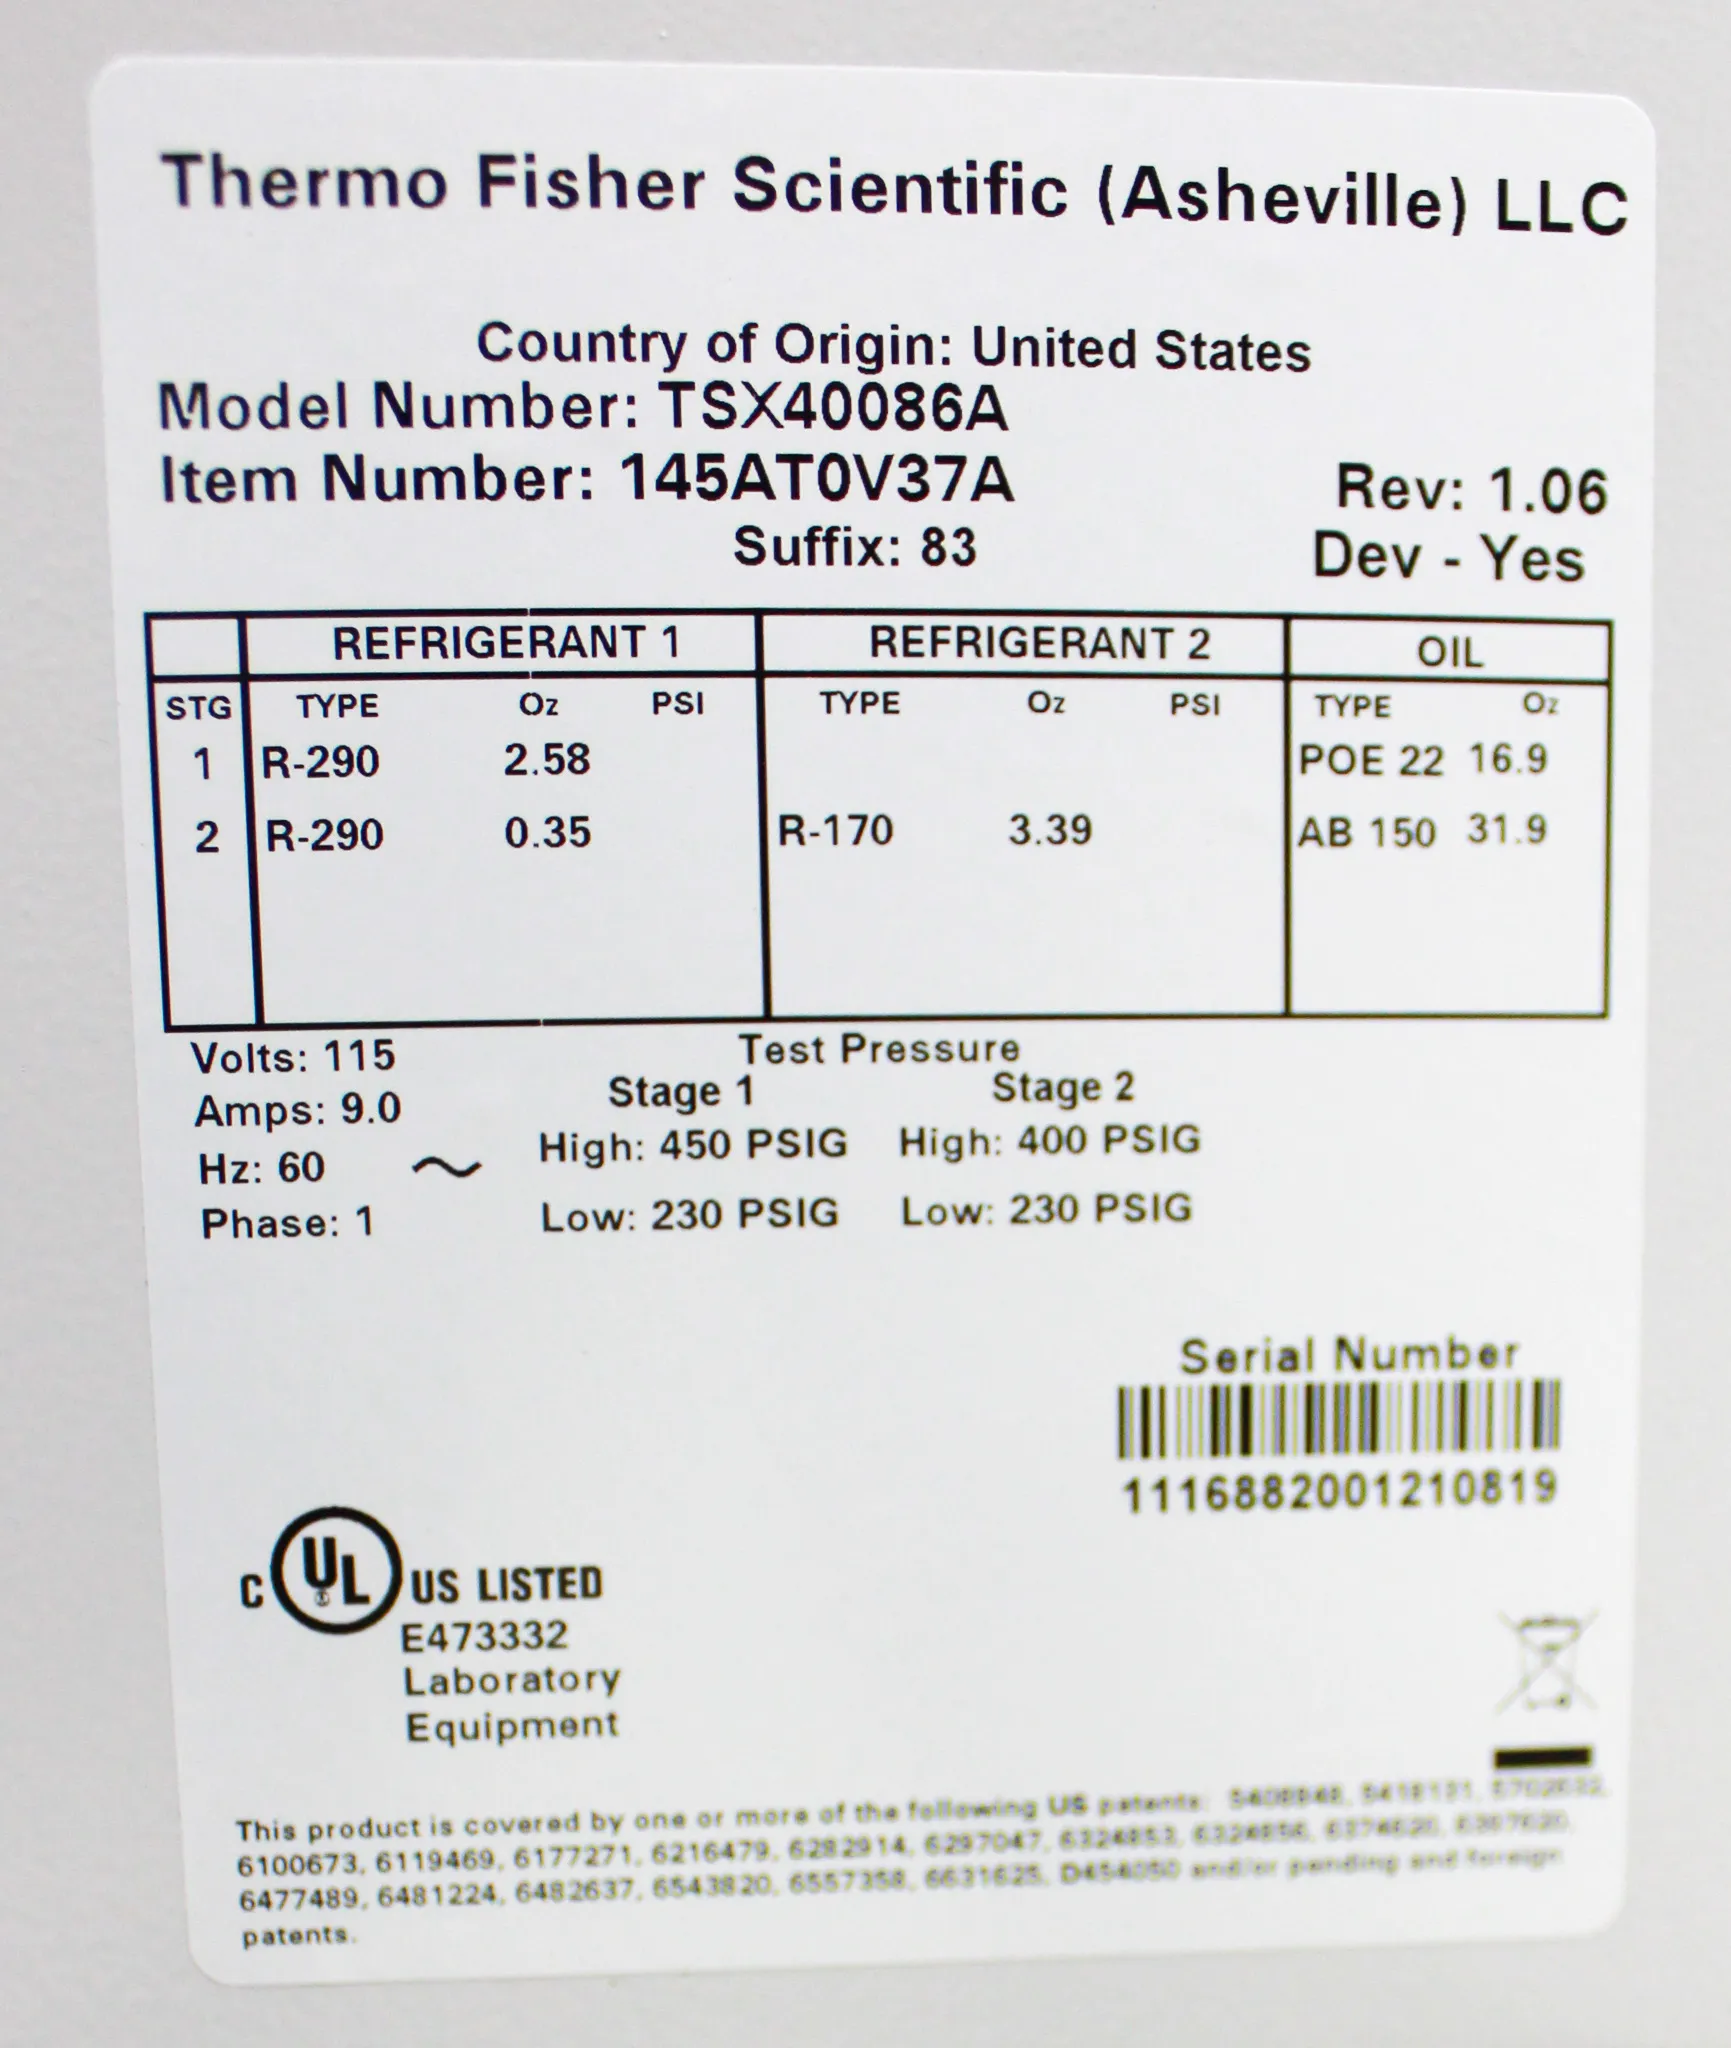 Thermo Fisher Scientific (Asheville) LLC
Country of Origin: United States
Model Number: TSX40086A
Item Number: 145AT0V37A
Rev: 1.06
Suffix: 83
Dev - Yes
REFRIGERANT 1 REFRIGERANT 2 OIL
STG TYPE Oz PSI TYPE Oz PSI TYPE Oz
1 R-290 2.58 POE 22 16.9
2 R-290 0.35 R-170 3.39 AB 150 31.9
Volts: 115
Test Pressure
Amps: 9.0
Stage 1 Stage 2
Hz: 60 ~
High: 450 PSIG High: 400 PSIG
Phase: 1
Low: 230 PSIG Low: 230 PSIG
Serial Number
1116882001210819
C UL US LISTED
E473332
Laboratory
Equipment
This product is covered by one or more of the following US patents:
6100673, 6119469, 6177271, 6216479, 6282914, 6297047,
6477489, 6481224, 6482637, 6543820, 6557358, 6631625, and/or pending and foreign
patents.